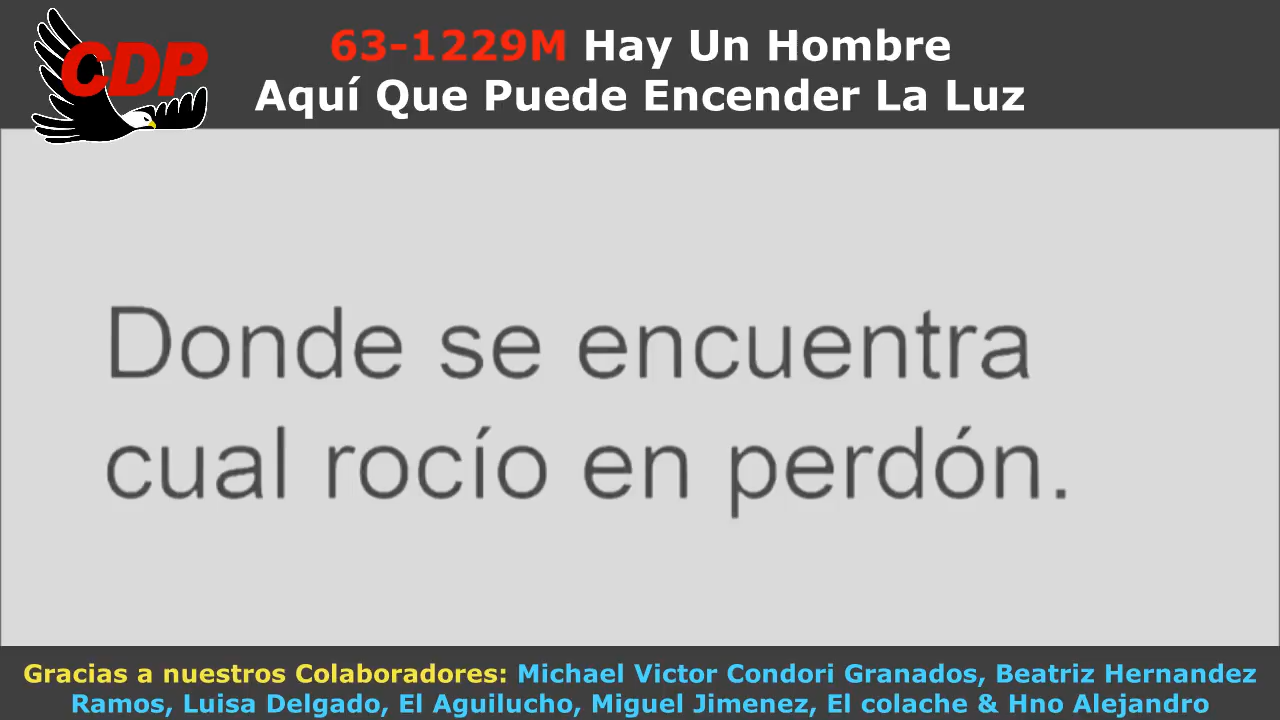 CDP
63-1229M Hay Un Hombre
Aquí Que Puede Encender La Luz
Donde se encuentra
cual rocío en perdón.
Gracias a nuestros Colaboradores: Michael Victor Condori Granados, Beatriz Hernandez
Ramos, Luisa Delgado, El Aguilucho, Miguel Jimenez, El colache & Hno Alejandro